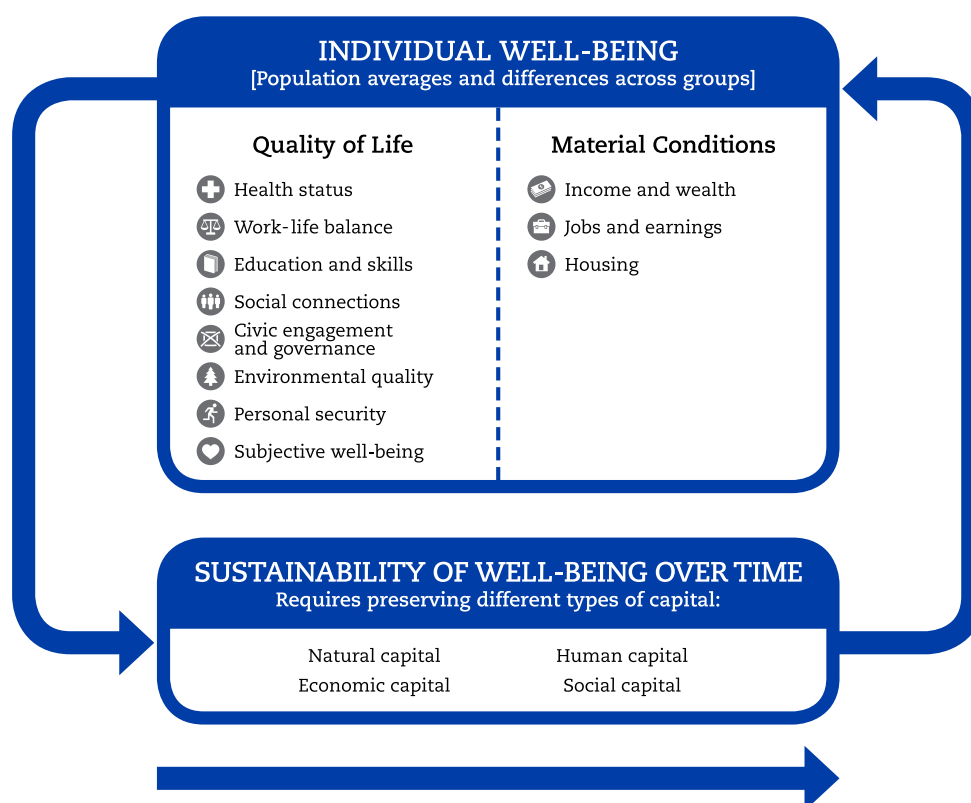 INDIVIDUAL WELL-BEING
[Population averages and differences across groups]
Quality of Life
Health status
Work-life balance
Education and skills
Social connections
Civic engagement
and governance
Environmental quality
Personal security
Subjective well-being
Material Conditions
Income and wealth
Jobs and earnings
Housing
SUSTAINABILITY OF WELL-BEING OVER TIME
Requires preserving different types of capital:
Natural capital
Human capital
Economic capital
Social capital